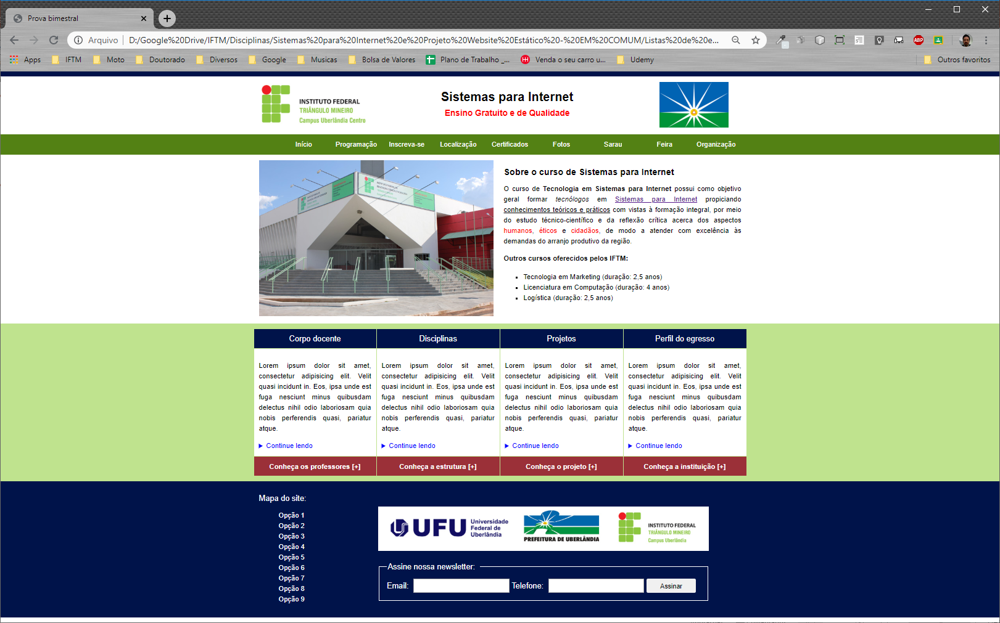 Prova bimestral
Arquivo D:/Google%20Drive/IFTM/Disciplinas/Sistemas%20para%20Internet%20e%20Projeto%20Website%20Estático%20-%20EM%20COMUM/Listas%20de%20e...
Apps IFTM Moto Doutorado Diversos Google Musicas Bolsa de Valores Plano de Trabalho _... Venda o seu carro u... Udemy Outros favoritos
INSTITUTO FEDERAL
TRIÂNGULO MINEIRO
Campus Uberlândia Centro
Sistemas para Internet
Ensino Gratuito e de Qualidade
Início Programação Inscreva-se Localização Certificados Fotos Sarau Feira Organização
Sobre o curso de Sistemas para Internet
O curso de Tecnologia em Sistemas para Internet possui como objetivo
geral formar tecnólogos em Sistemas para Internet propiciando
conhecimentos teóricos e práticos com vistas à formação integral, por meio
do estudo técnico-científico e da reflexão crítica acerca dos aspectos
humanos, éticos e cidadãos, de modo a atender com excelência às
demandas do arranjo produtivo da região.
Outros cursos oferecidos pelos IFTM:
Tecnologia em Marketing (duração: 2,5 anos)
Licenciatura em Computação (duração: 4 anos)
Logística (duração: 2,5 anos)
Corpo docente
Lorem ipsum dolor sit amet,
consectetur adipisicing elit. Velit
quasi incidunt in. Eos, ipsa unde est
fuga nesciunt minus quibusdam
delectus nihil odio laboriosam quia
nobis perferendis quasi, pariatur
atque.
Continue lendo
Conheça os professores [+]
Disciplinas
Lorem ipsum dolor sit amet,
consectetur adipisicing elit. Velit
quasi incidunt in. Eos, ipsa unde est
fuga nesciunt minus quibusdam
delectus nihil odio laboriosam quia
nobis perferendis quasi, pariatur
atque.
Continue lendo
Conheça a estrutura [+]
Projetos
Lorem ipsum dolor sit amet,
consectetur adipisicing elit. Velit
quasi incidunt in. Eos, ipsa unde est
fuga nesciunt minus quibusdam
delectus nihil odio laboriosam quia
nobis perferendis quasi, pariatur
atque.
Continue lendo
Conheça o projeto [+]
Perfil do egresso
Lorem ipsum dolor sit amet,
consectetur adipisicing elit. Velit
quasi incidunt in. Eos, ipsa unde est
fuga nesciunt minus quibusdam
delectus nihil odio laboriosam quia
nobis perferendis quasi, pariatur
atque.
Continue lendo
Conheça a instituição [+]
Mapa do site:
Opção 1
Opção 2
Opção 3
Opção 4
Opção 5
Opção 6
Opção 7
Opção 8
Opção 9
UFU
Universidade
Federal de
Uberlândia
PREFEITURA DE UBERLÂNDIA
INSTITUTO FEDERAL
TRIÂNGULO MINEIRO
Campus Uberlândia
Assine nossa newsletter:
Email: Telefone: Assinar